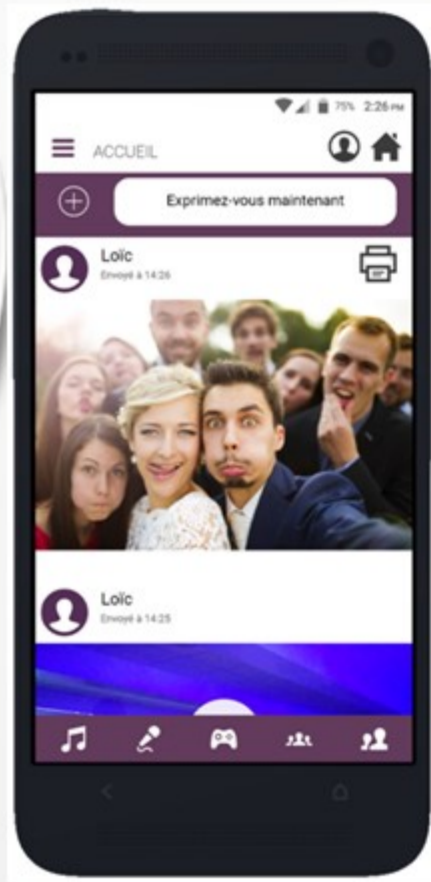 75% 2:26 PM
ACCUEIL
Exprimez-vous maintenant
Loïc
Envoyé à 14:26
Loïc
Envoyé à 14:25